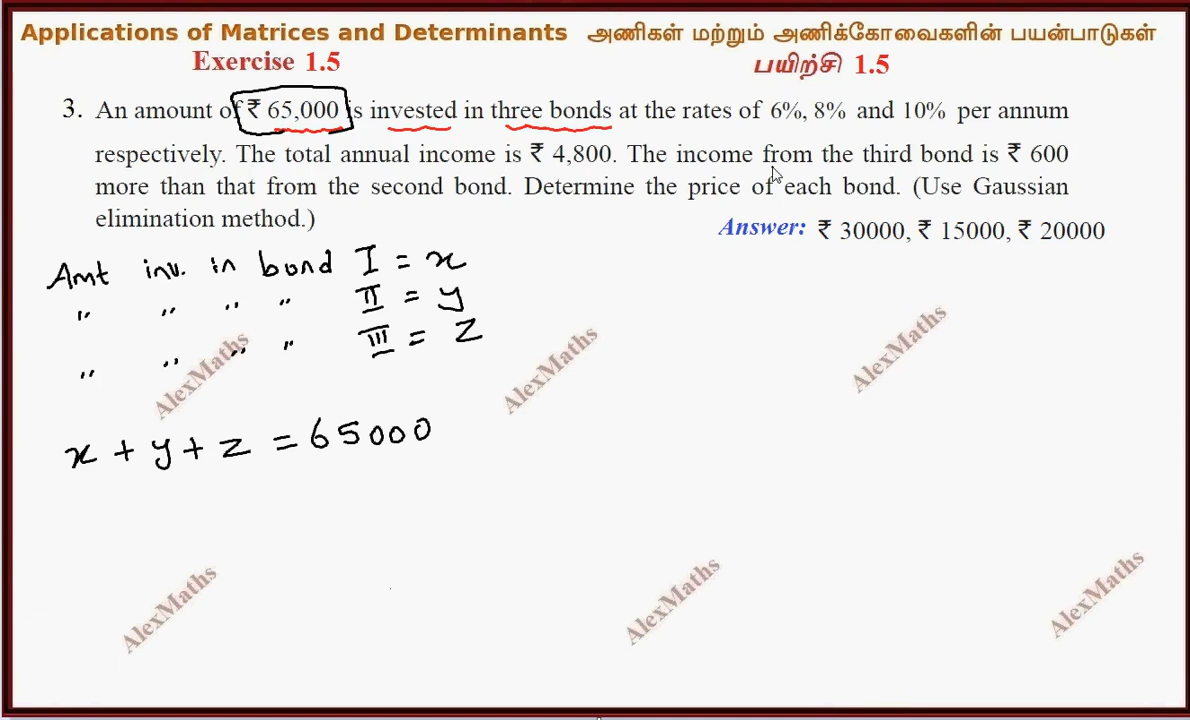 Applications of Matrices and Determinants அணிகள் மற்றும் அணிக்கோவைகளின் பயன்பாடுகள்
Exercise 1.5 பயிற்சி 1.5
3. An amount of ₹ 65,000 is invested in three bonds at the rates of 6%, 8% and 10% per annum
respectively. The total annual income is ₹ 4,800. The income from the third bond is ₹ 600
more than that from the second bond. Determine the price of each bond. (Use Gaussian
elimination method.)
Answer: ₹ 30000, ₹ 15000, ₹ 20000
Amt inv. in bond I = x
" " " " II = y
" " " " III = z
x + y + z = 65000
AlexMaths
AlexMaths
AlexMaths
AlexMaths
AlexMaths
AlexMaths